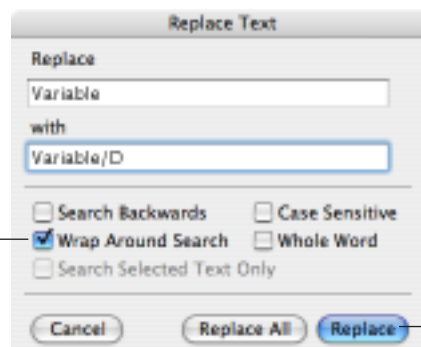 Replace Text
Replace
Variable
with
Variable/D
Search Backwards Case Sensitive
Wrap Around Search Whole Word
Search Selected Text Only
Cancel Replace All Replace